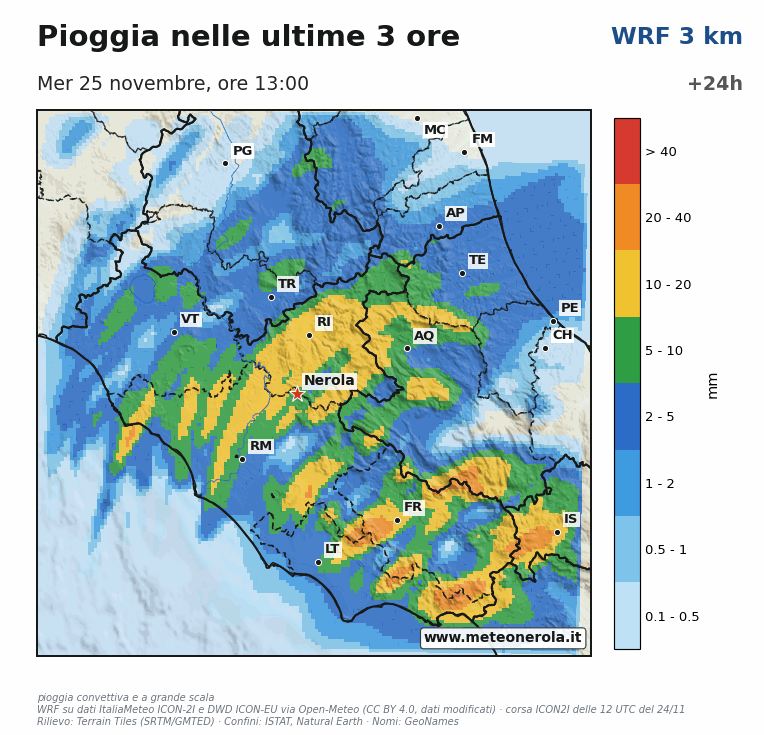 Pioggia nelle ultime 3 ore
WRF 3 km
Mer 25 novembre, ore 13:00
+24h
MC
FM
PG
AP
TE
TR
PE
VT
RI
CH
AQ
Nerola
RM
FR
IS
LT
www.meteonerola.it
> 40
20 - 40
10 - 20
5 - 10
2 - 5
1 - 2
0.5 - 1
0.1 - 0.5
mm
pioggia convettiva e a grande scala
WRF su dati ItaliaMeteo ICON-2I e DWD ICON-EU via Open-Meteo (CC BY 4.0, dati modificati) · corsa ICON2I delle 12 UTC del 24/11
Rilievo: Terrain Tiles (SRTM/GMTED) · Confini: ISTAT, Natural Earth · Nomi: GeoNames